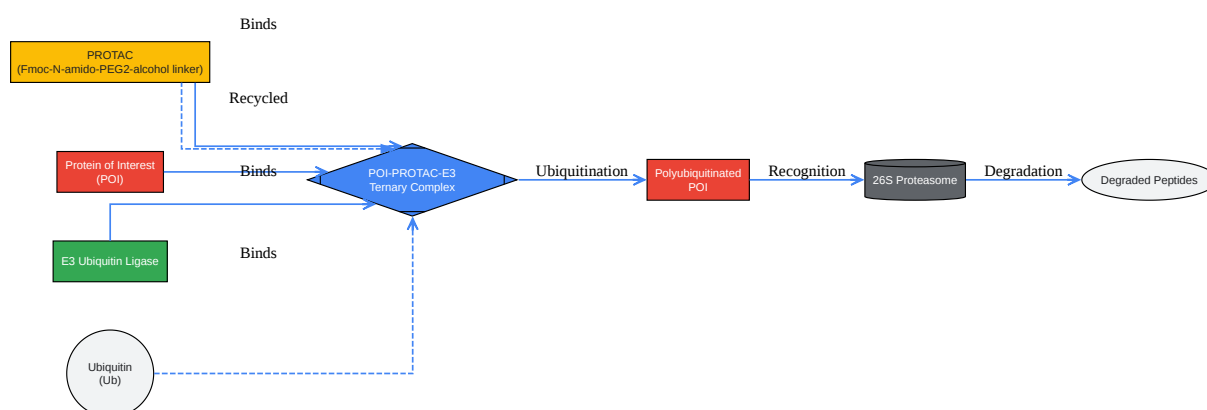 Binds
PROTAC
(Fmoc-N-amido-PEG2-alcohol linker)
Recycled
Protein of Interest
(POI)
Binds
POI-PROTAC-E3
Ternary Complex
Ubiquitination
Polyubiquitinated
POI
Recognition
26S Proteasome
Degradation
Degraded Peptides
E3 Ubiquitin Ligase
Binds
Ubiquitin
(Ub)